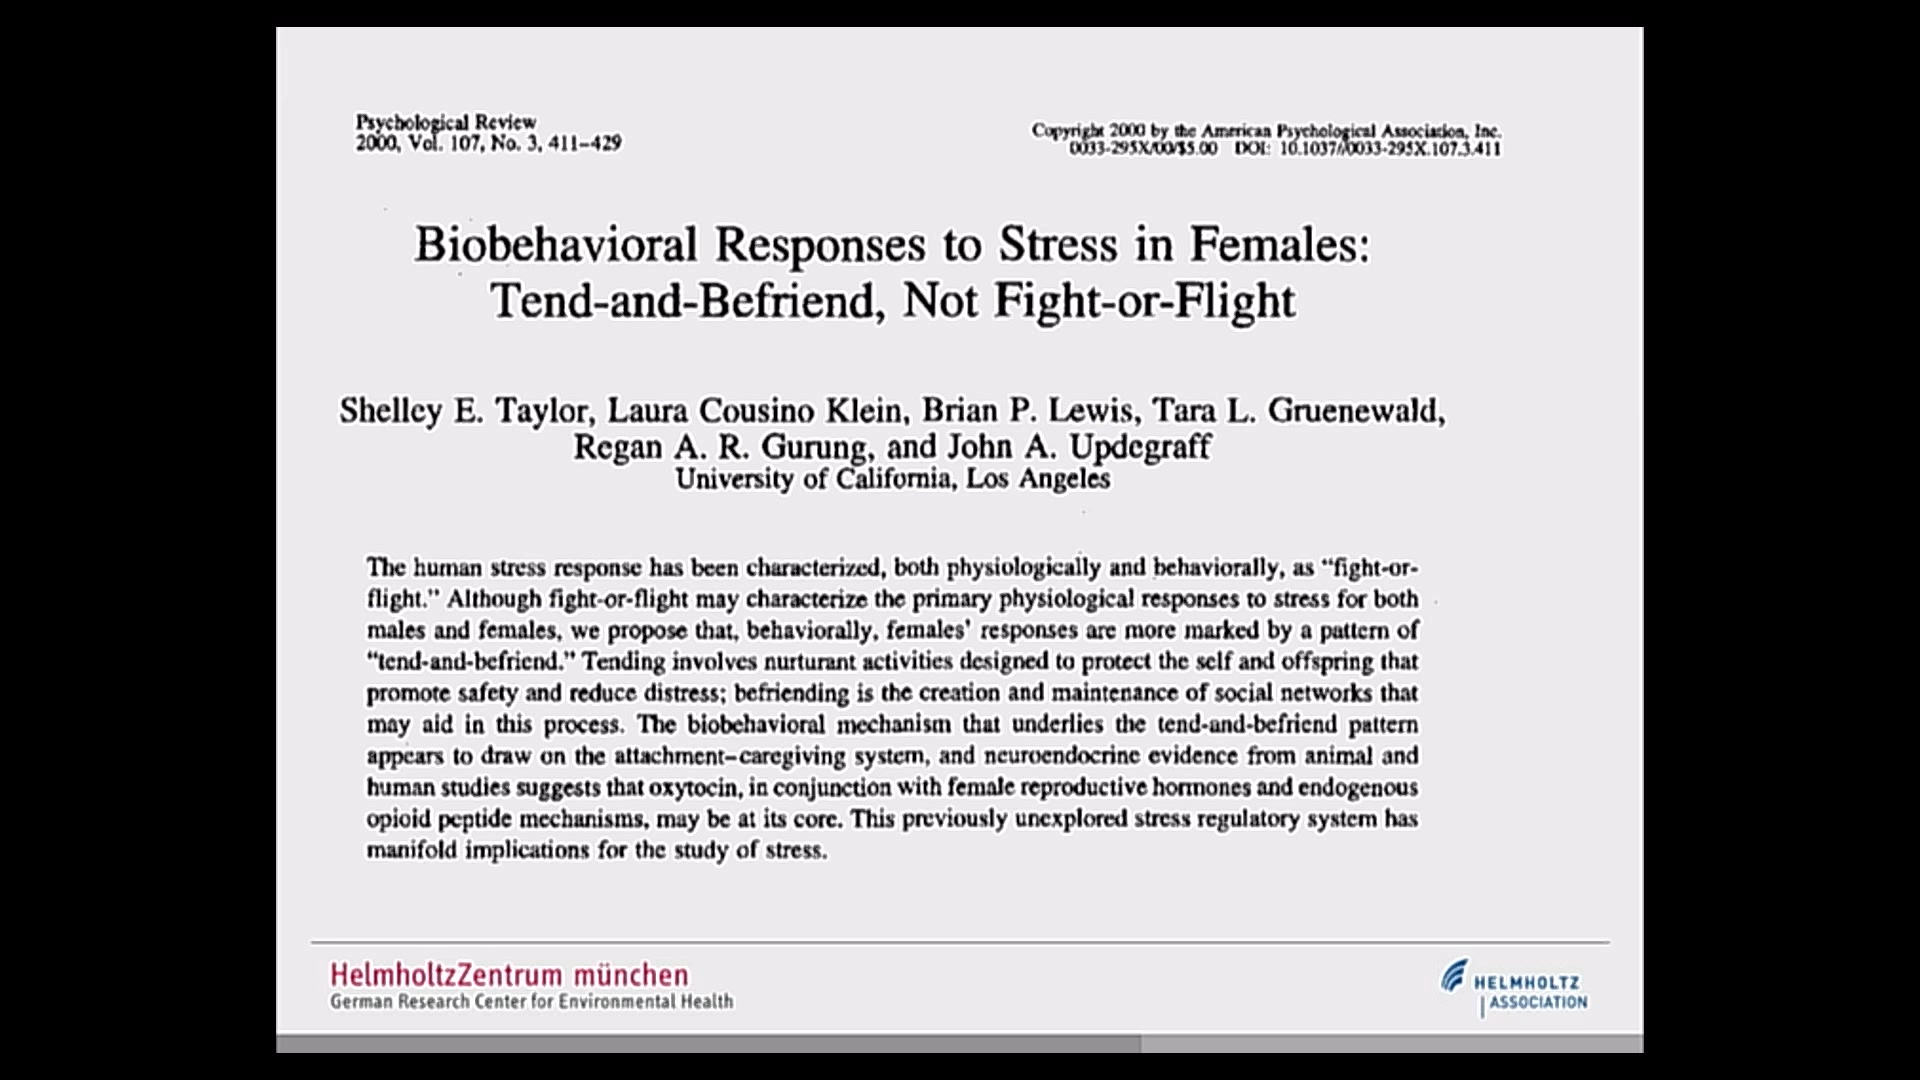 Psychological Review
2000, Vol. 107, No. 3, 411–429
Copyright 2000 by the American Psychological Association, Inc.
0033-295X/00/$5.00 DOI: 10.1037//0033-295X.107.3.411
Biobehavioral Responses to Stress in Females:
Tend-and-Befriend, Not Fight-or-Flight
Shelley E. Taylor, Laura Cousino Klein, Brian P. Lewis, Tara L. Gruenewald,
Regan A. R. Gurung, and John A. Updegraff
University of California, Los Angeles
The human stress response has been characterized, both physiologically and behaviorally, as “fight-or-
flight.” Although fight-or-flight may characterize the primary physiological responses to stress for both
males and females, we propose that, behaviorally, females’ responses are more marked by a pattern of
“tend-and-befriend.” Tending involves nurturant activities designed to protect the self and offspring that
promote safety and reduce distress; befriending is the creation and maintenance of social networks that
may aid in this process. The biobehavioral mechanism that underlies the tend-and-befriend pattern
appears to draw on the attachment–caregiving system, and neuroendocrine evidence from animal and
human studies suggests that oxytocin, in conjunction with female reproductive hormones and endogenous
opioid peptide mechanisms, may be at its core. This previously unexplored stress regulatory system has
manifold implications for the study of stress.
HelmholtzZentrum münchen
German Research Center for Environmental Health
HELMHOLTZ
ASSOCIATION